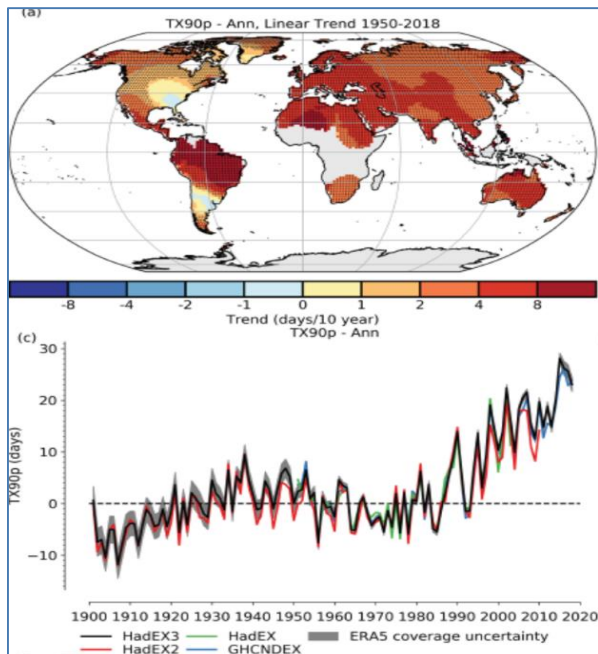 (a)
TX90p - Ann, Linear Trend 1950-2018
-8 -4 -2 -1 0 1 2 4 8
Trend (days/10 year)
(c)
TX90p - Ann
30
20
10
0
−10
TX90p (days)
1900 1910 1920 1930 1940 1950 1960 1970 1980 1990 2000 2010 2020
HadEX3 HadEX ERA5 coverage uncertainty
HadEX2 GHCNDEX